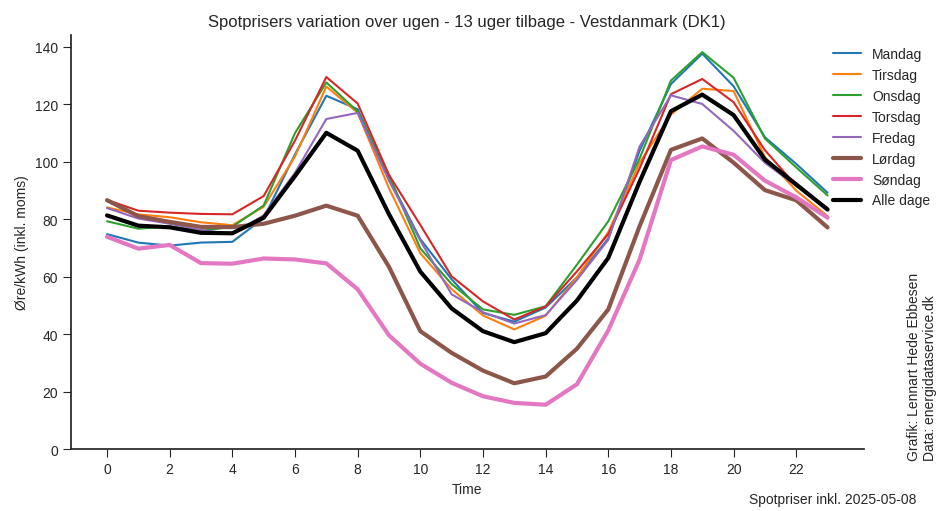 Spotprisers variation over ugen - 13 uger tilbage - Vestdanmark (DK1)
Øre/kWh (inkl. moms)
140
120
100
80
60
40
20
0
0 2 4 6 8 10 12 14 16 18 20 22
Time
Mandag
Tirsdag
Onsdag
Torsdag
Fredag
Lørdag
Søndag
Alle dage
Grafik: Lennart Hede Ebbesen
Data: energidataservice.dk
Spotpriser inkl. 2025-05-08